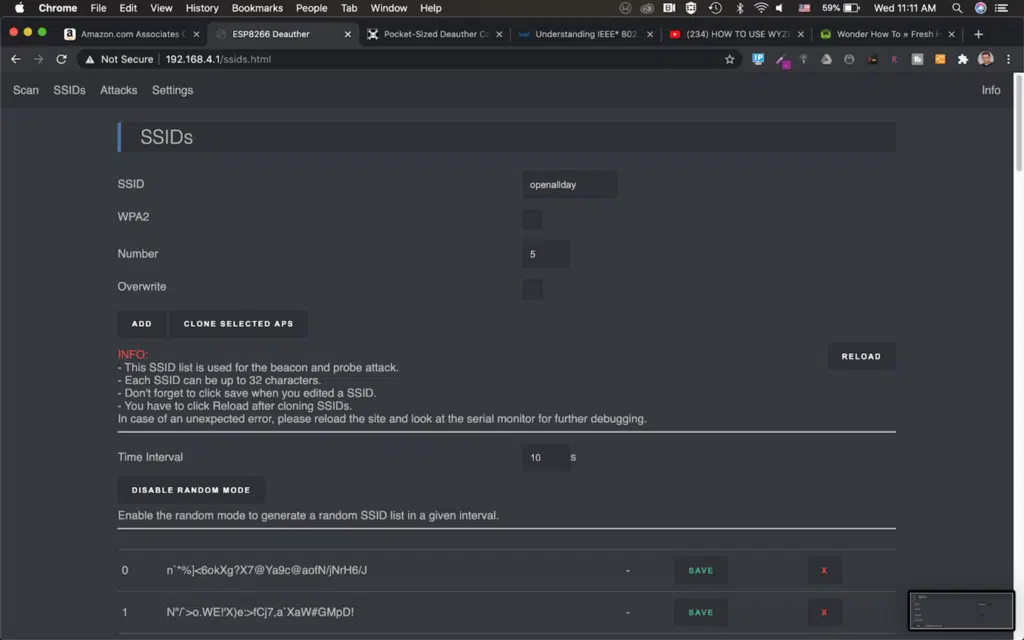 Chrome File Edit View History Bookmarks People Tab Window Help 59% Wed 11:11 AM
Amazon.com Associates ESP8266 Deauther Pocket-Sized Deauther Understanding IEEE® 802 (234) HOW TO USE WYZ Wonder How To » Fresh
Not Secure 192.168.4.1/ssids.html
Scan SSIDs Attacks Settings Info
SSIDs
SSID openallday
WPA2
Number 5
Overwrite
ADD CLONE SELECTED APS
INFO:
RELOAD
- This SSID list is used for the beacon and probe attack.
- Each SSID can be up to 32 characters.
- Don't forget to click save when you edited a SSID.
- You have to click Reload after cloning SSIDs.
In case of an unexpected error, please reload the site and look at the serial monitor for further debugging.
Time Interval 10 s
DISABLE RANDOM MODE
Enable the random mode to generate a random SSID list in a given interval.
0 n`*%]<6okXg?X7@Ya9c@aofN/jNrH6/J - SAVE X
1 N"/`>o.WE!'X)e:>fCj7,a`XaW#GMpD! - SAVE X